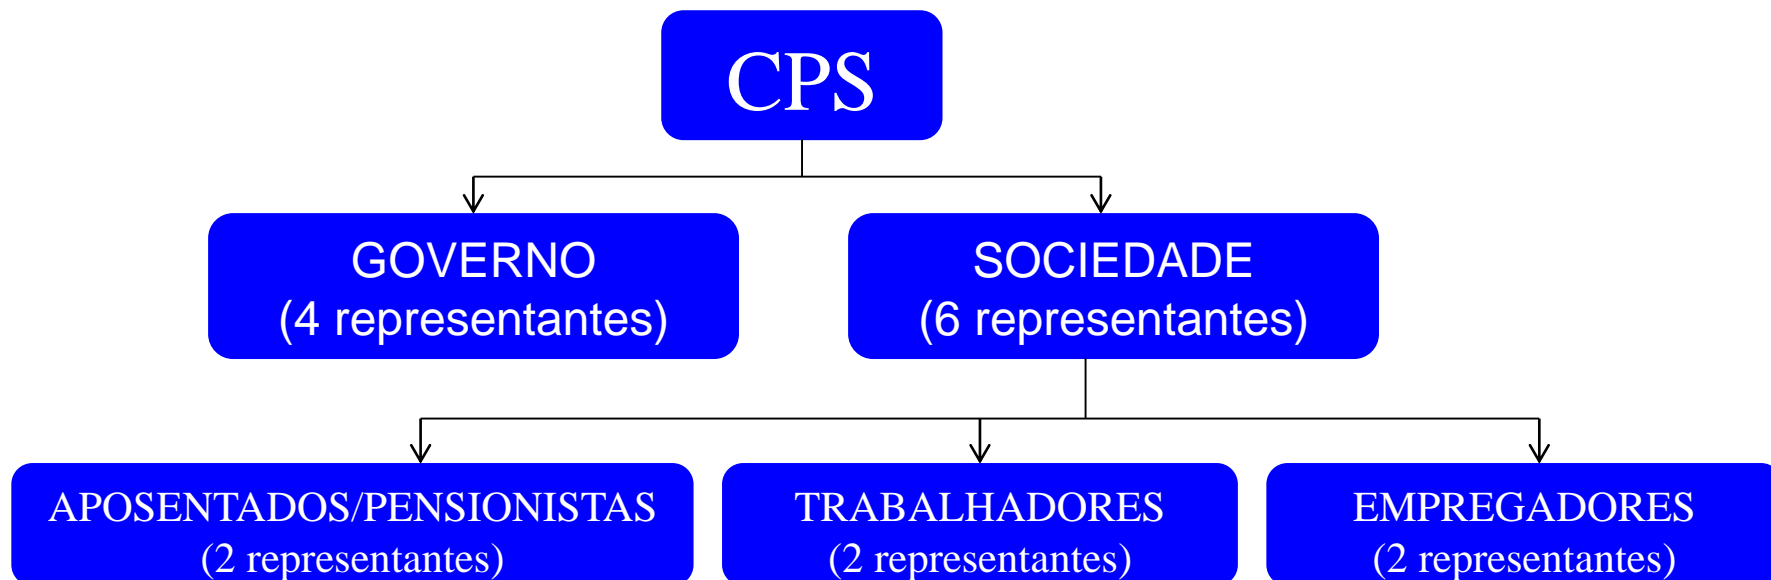 CPS
GOVERNO
(4 representantes)
SOCIEDADE
(6 representantes)
APOSENTADOS/PENSIONISTAS
(2 representantes)
TRABALHADORES
(2 representantes)
EMPREGADORES
(2 representantes)